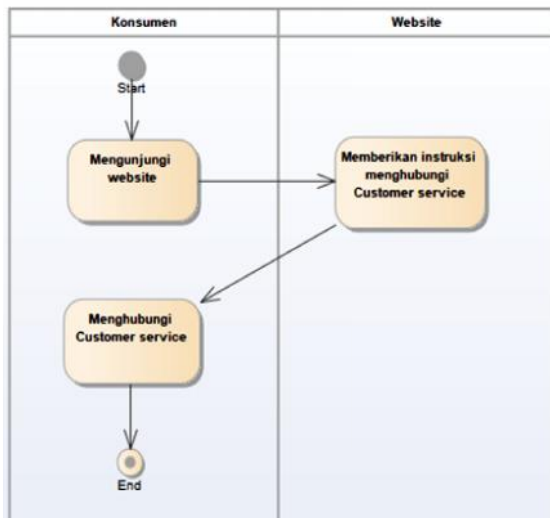 Konsumen
Website
Start
Mengunjungi
website
Memberikan instruksi
menghubungi
Customer service
Menghubungi
Customer service
End